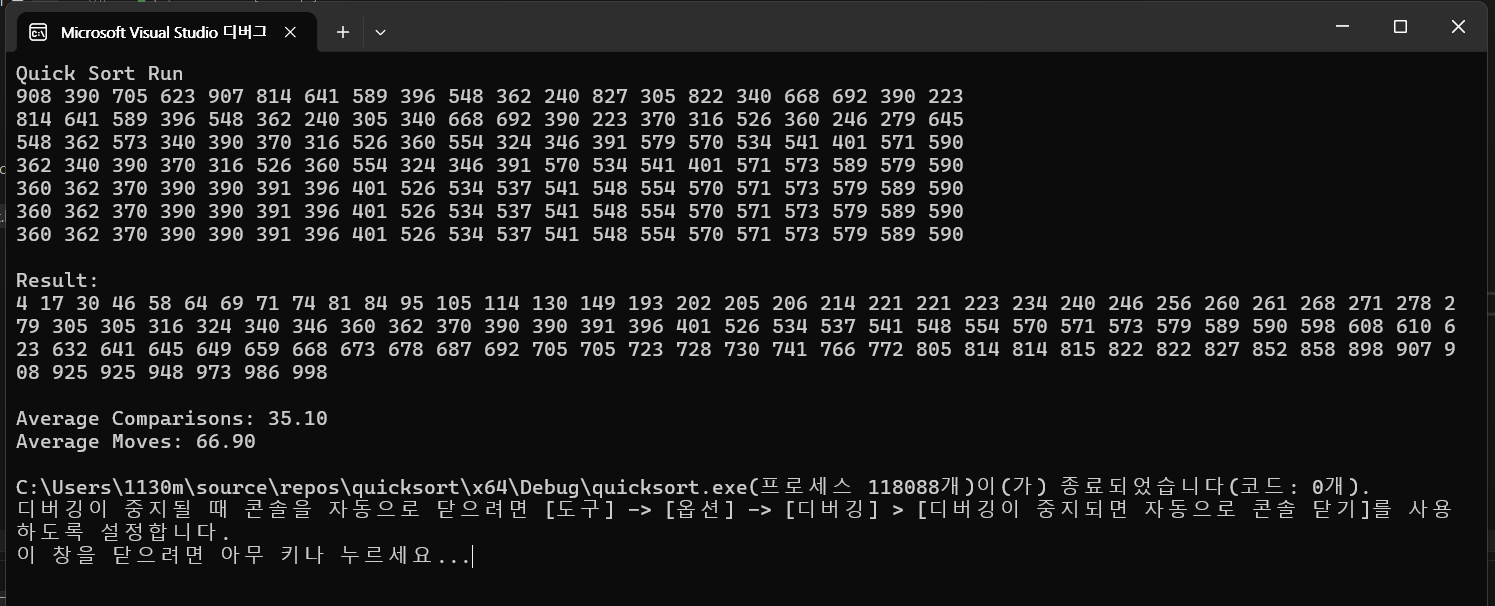 Microsoft Visual Studio 디버그
Quick Sort Run
908 390 705 623 907 814 641 589 396 548 362 240 827 305 822 340 668 692 390 223
814 641 589 396 548 362 240 305 340 668 692 390 223 370 316 526 360 246 279 645
548 362 573 340 390 370 316 526 360 554 324 346 391 579 570 534 541 401 571 590
362 340 390 370 316 526 360 554 324 346 391 570 534 541 401 571 573 589 579 590
360 362 370 390 390 391 396 401 526 534 537 541 548 554 570 571 573 579 589 590
360 362 370 390 390 391 396 401 526 534 537 541 548 554 570 571 573 579 589 590
360 362 370 390 390 391 396 401 526 534 537 541 548 554 570 571 573 579 589 590
Result:
4 17 30 46 58 64 69 71 74 81 84 95 105 114 130 149 193 202 205 206 214 221 221 223 234 240 246 256 260 261 268 271 278 2
79 305 305 316 324 340 346 360 362 370 390 390 391 396 401 526 534 537 541 548 554 570 571 573 579 589 590 598 608 610 6
23 632 641 645 649 659 668 673 678 687 692 705 705 723 728 730 741 766 772 805 814 814 815 822 822 827 852 858 898 907 9
08 925 925 948 973 986 998
Average Comparisons: 35.10
Average Moves: 66.90
C:\Users\1130m\source\repos\quicksort\x64\Debug\quicksort.exe(프로세스 118088개)이(가) 종료되었습니다(코드: 0개).
디버깅이 중지될 때 콘솔을 자동으로 닫으려면 [도구] -> [옵션] -> [디버깅] > [디버깅이 중지되면 자동으로 콘솔 닫기]를 사용
하도록 설정합니다.
이 창을 닫으려면 아무 키나 누르세요...